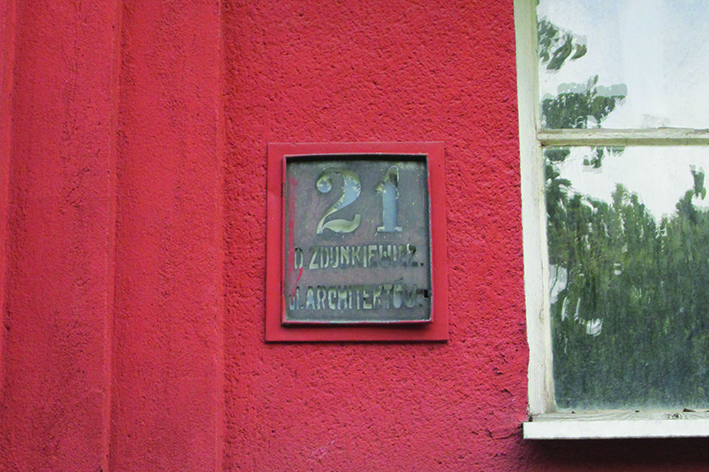 21
D. ZDUNKIEWICZ.
ul. ARCHITEKTÓW